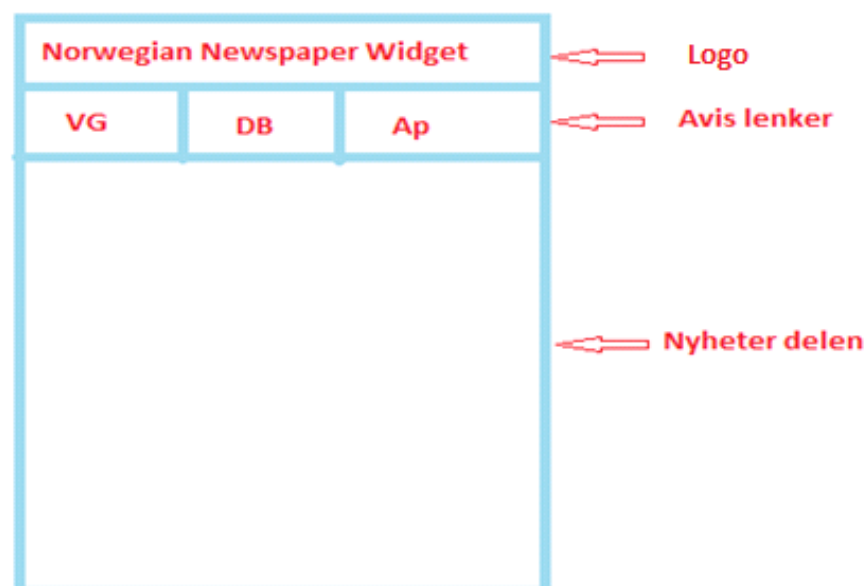 Norwegian Newspaper Widget
Logo
VG
DB
Ap
Avis lenker
Nyheter delen